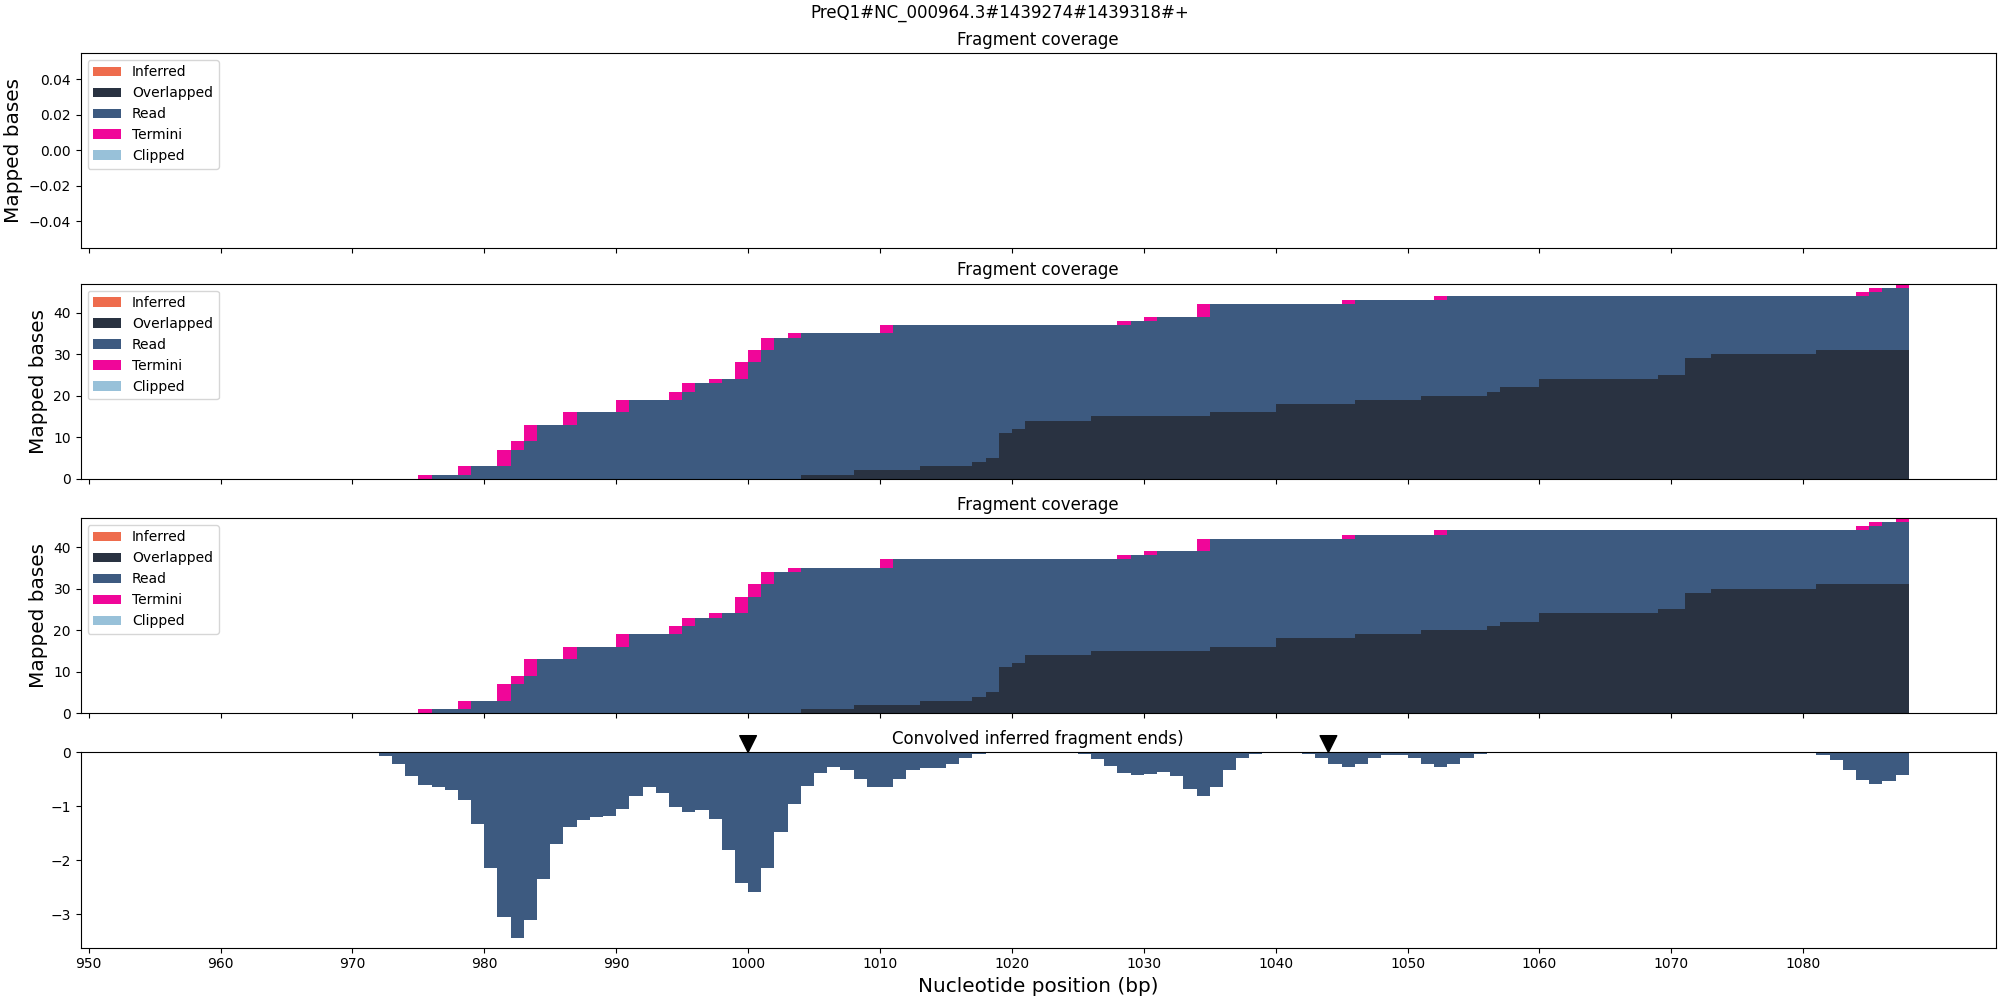 PreQ1#NC_000964.3#1439274#1439318#+
Fragment coverage
Mapped bases
0.04
0.02
0.00
−0.02
−0.04
Inferred
Overlapped
Read
Termini
Clipped
Fragment coverage
Mapped bases
40
30
20
10
0
Inferred
Overlapped
Read
Termini
Clipped
Fragment coverage
Mapped bases
40
30
20
10
0
Inferred
Overlapped
Read
Termini
Clipped
Convolved inferred fragment ends)
0
−1
−2
−3
950 960 970 980 990 1000 1010 1020 1030 1040 1050 1060 1070 1080
Nucleotide position (bp)